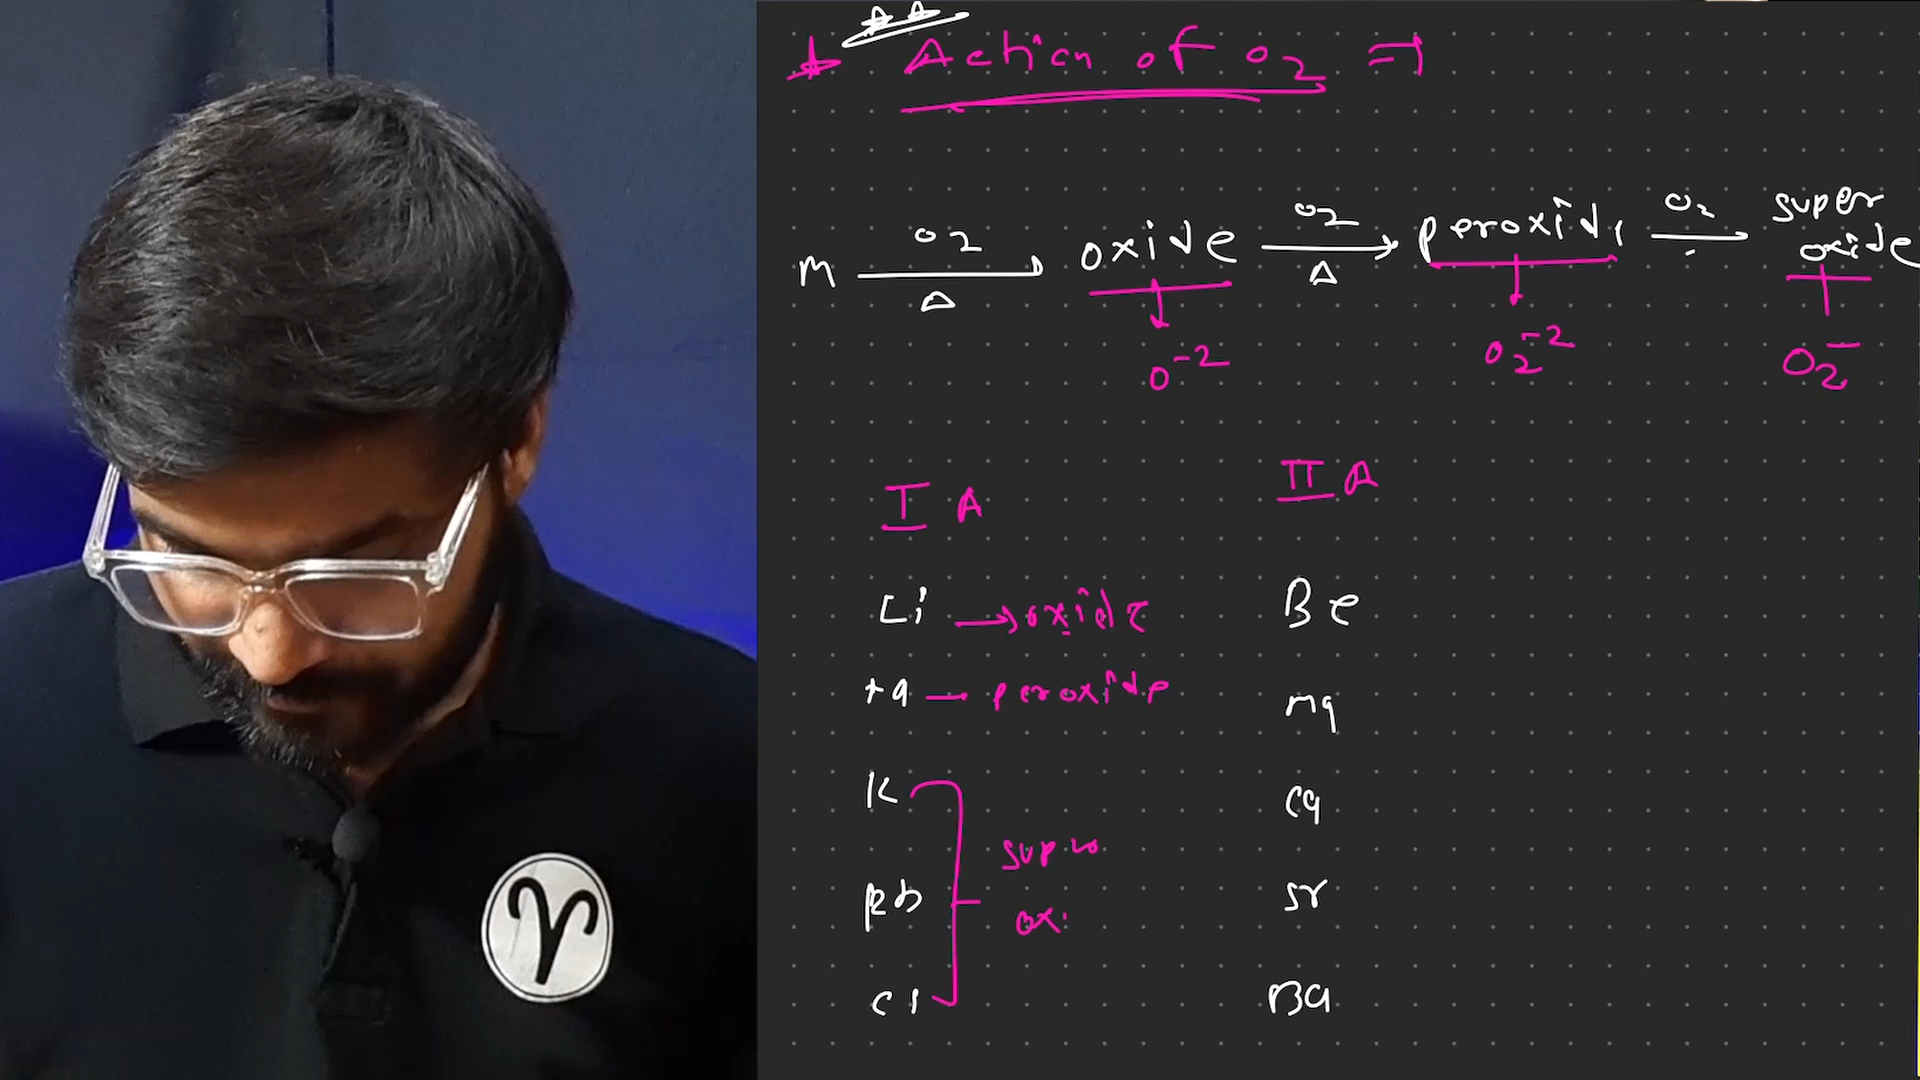 Action of O2 ⇒
M O2 Δ → oxide O2 Δ → peroxide O2 → super oxide
O^-2 O2^-2 O2^-
I A II A
Li → oxide Be
Na — peroxide Mg
K Ca
super
Rb Sr
ox.
Cs Ba